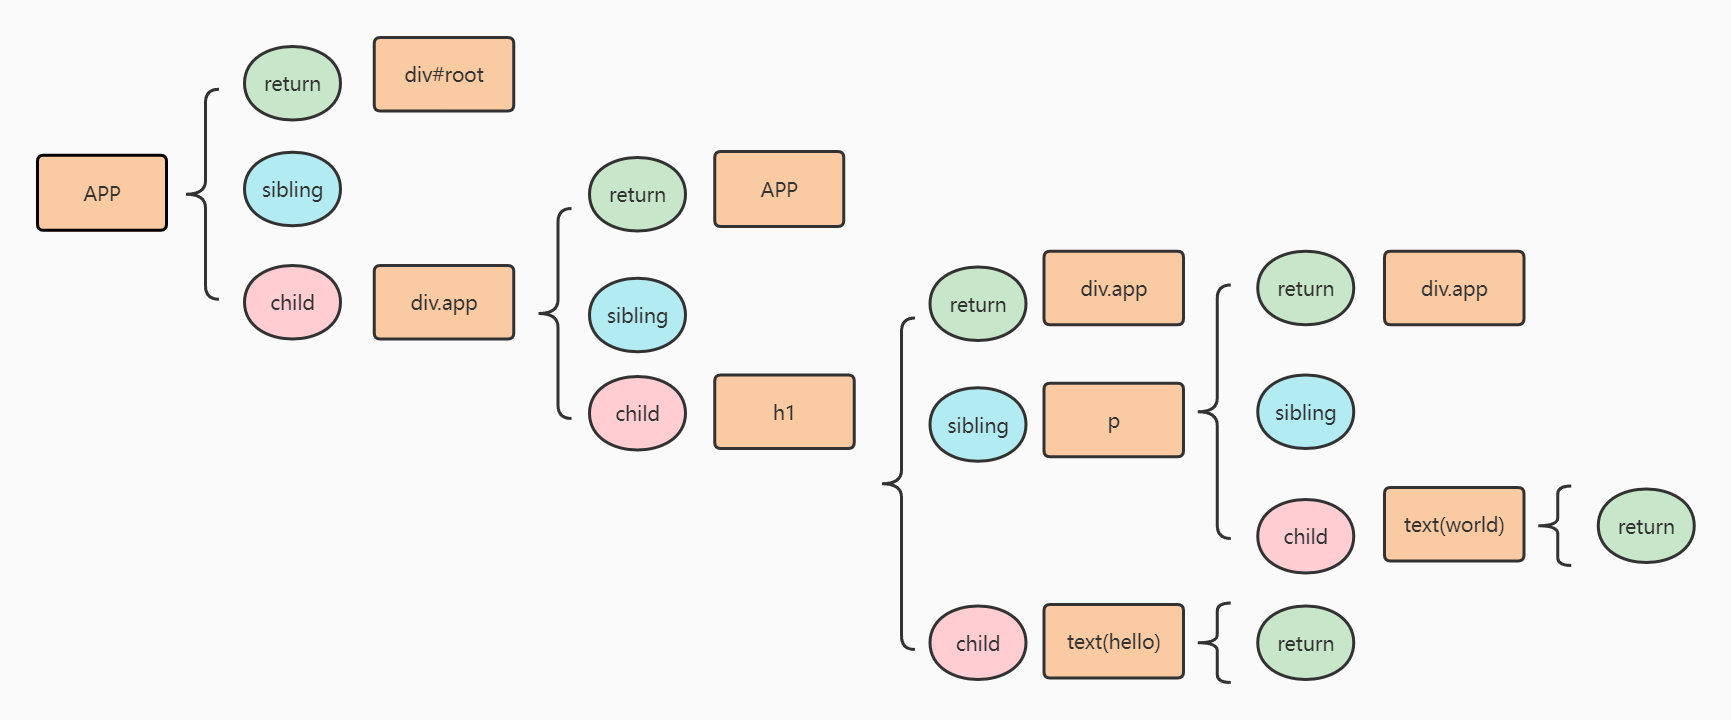 APP
return
div#root
sibling
child
div.app
return
APP
sibling
child
h1
return
div.app
sibling
p
child
text(hello)
return
div.app
sibling
child
text(world)
return
return